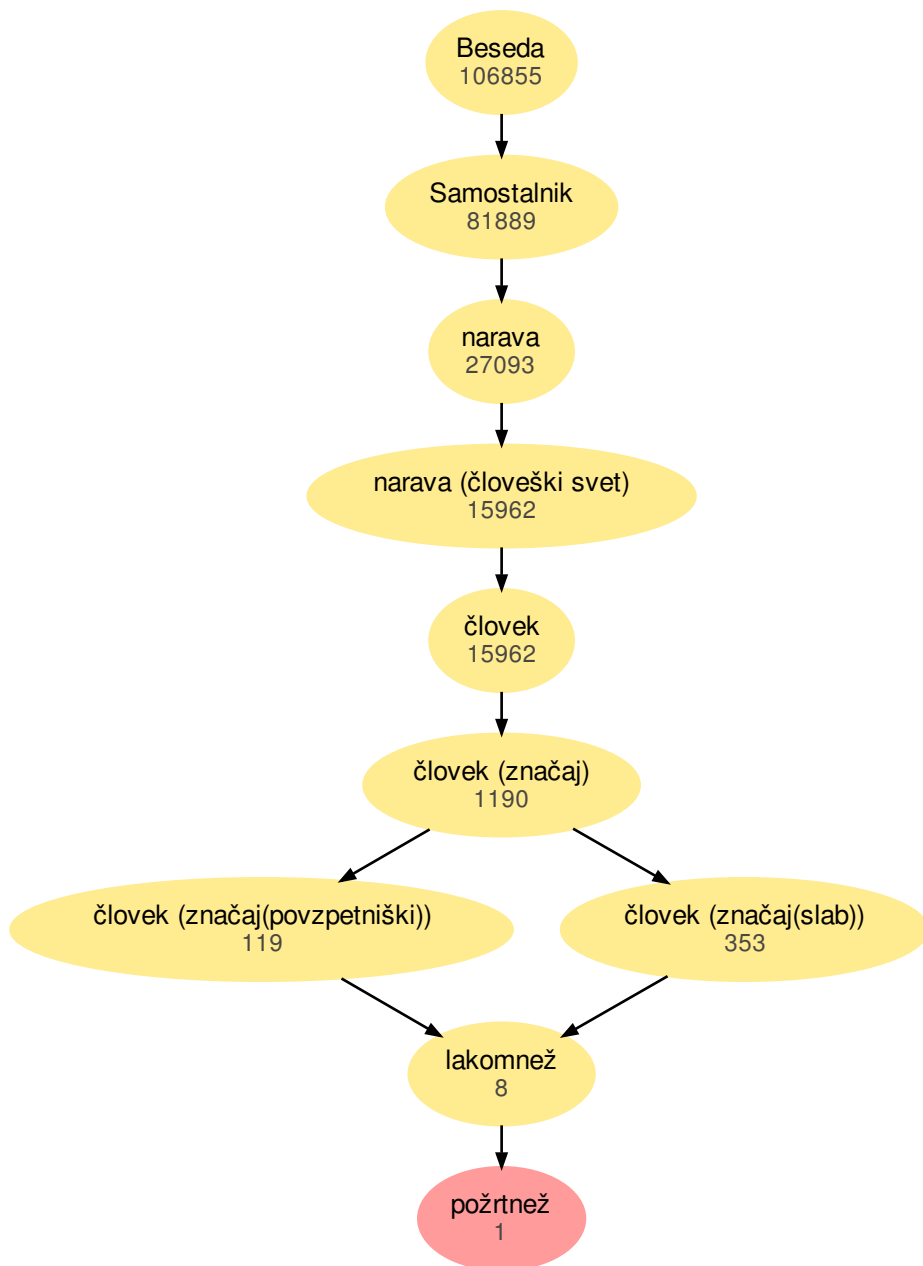 Beseda
106855
Samostalnik
81889
narava
27093
narava (človeški svet)
15962
človek
15962
človek (značaj)
1190
človek (značaj(povzpetniški))
119
človek (značaj(slab))
353
lakomnež
8
požrtnež
1